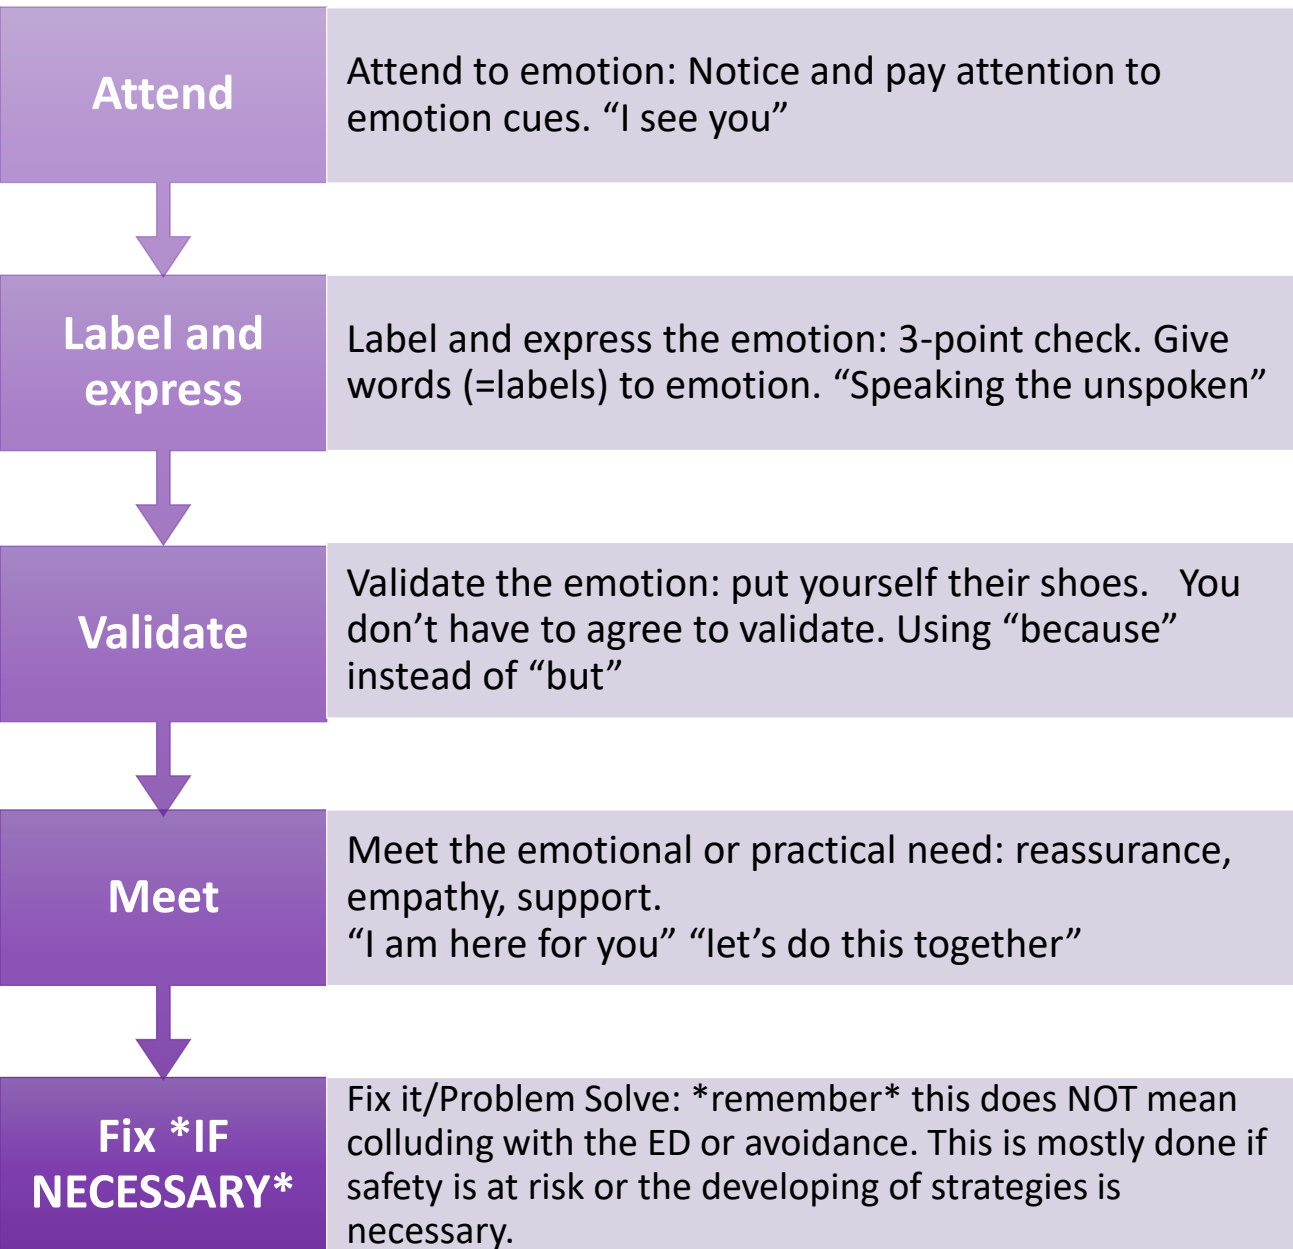 Attend
Attend to emotion: Notice and pay attention to
emotion cues. “I see you”
Label and
express
Label and express the emotion: 3-point check. Give
words (=labels) to emotion. “Speaking the unspoken”
Validate
Validate the emotion: put yourself their shoes.   You
don’t have to agree to validate. Using “because”
instead of “but”
Meet
Meet the emotional or practical need: reassurance,
empathy, support.
“I am here for you” “let’s do this together”
Fix *IF
NECESSARY*
Fix it/Problem Solve: *remember* this does NOT mean
colluding with the ED or avoidance. This is mostly done if
safety is at risk or the developing of strategies is
necessary.